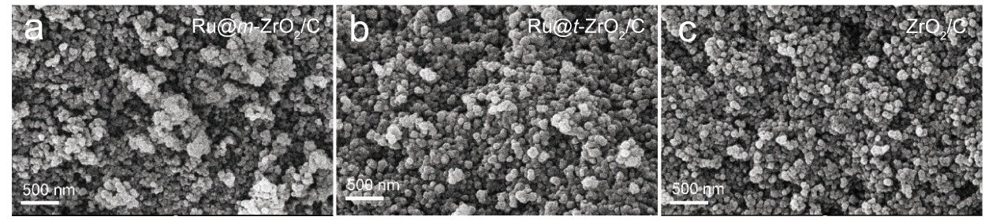 a Ru@m-ZrO₂/C
b Ru@t-ZrO₂/C
c ZrO₂/C
500 nm
500 nm
500 nm